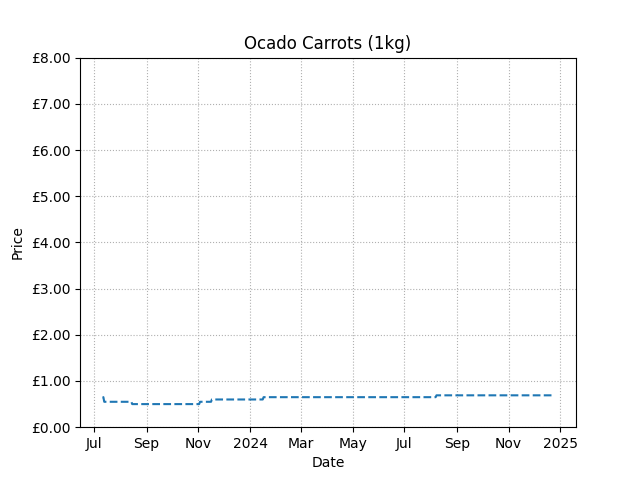 Ocado Carrots (1kg)
£8.00
£7.00
£6.00
£5.00
£4.00
£3.00
£2.00
£1.00
£0.00
Price
Jul Sep Nov 2024 Mar May Jul Sep Nov 2025
Date